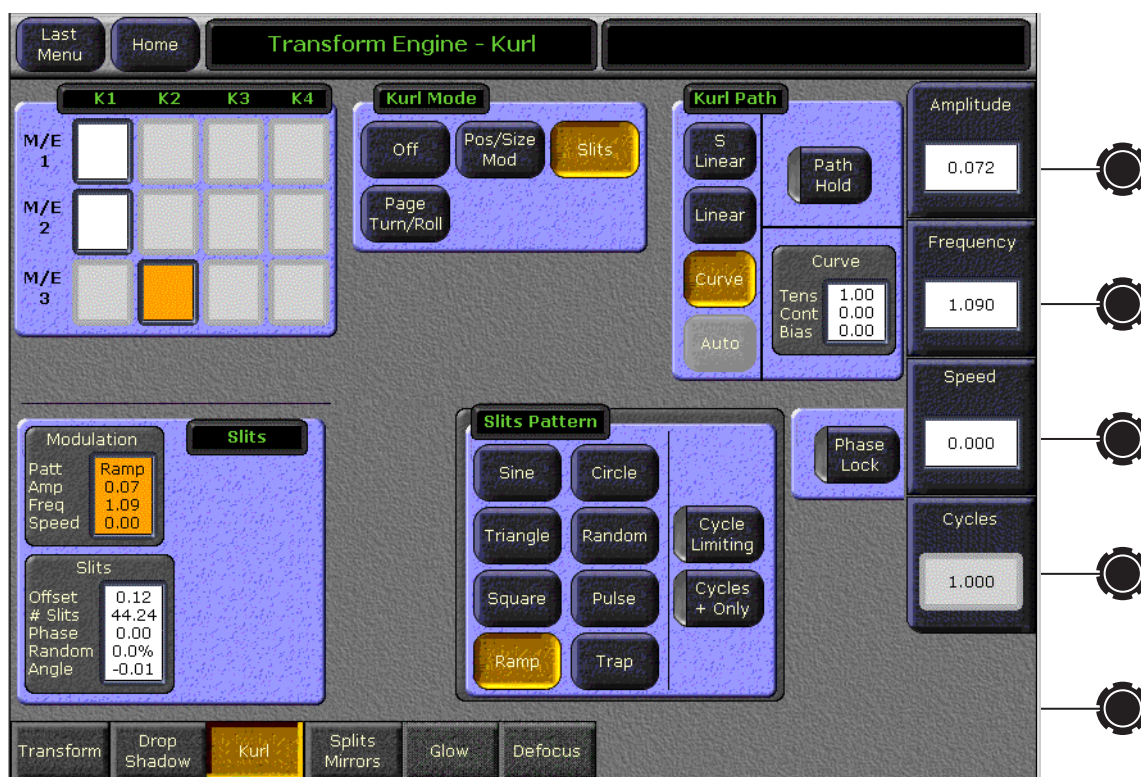 Last
Menu
Home
Transform Engine - Kurl
K1 K2 K3 K4
M/E
1
M/E
2
M/E
3
Kurl Mode
Off
Pos/Size
Mod
Slits
Page
Turn/Roll
Kurl Path
S
Linear
Linear
Curve
Auto
Path
Hold
Curve
Tens 1.00
Cont 0.00
Bias 0.00
Amplitude
0.072
Frequency
1.090
Speed
0.000
Cycles
1.000
Slits
Modulation
Patt Ramp
Amp 0.07
Freq 1.09
Speed 0.00
Slits
Offset 0.12
# Slits 44.24
Phase 0.00
Random 0.0%
Angle -0.01
Slits Pattern
Sine
Circle
Triangle
Random
Square
Pulse
Ramp
Trap
Cycle
Limiting
Cycles
+ Only
Phase
Lock
Transform
Drop
Shadow
Kurl
Splits
Mirrors
Glow
Defocus